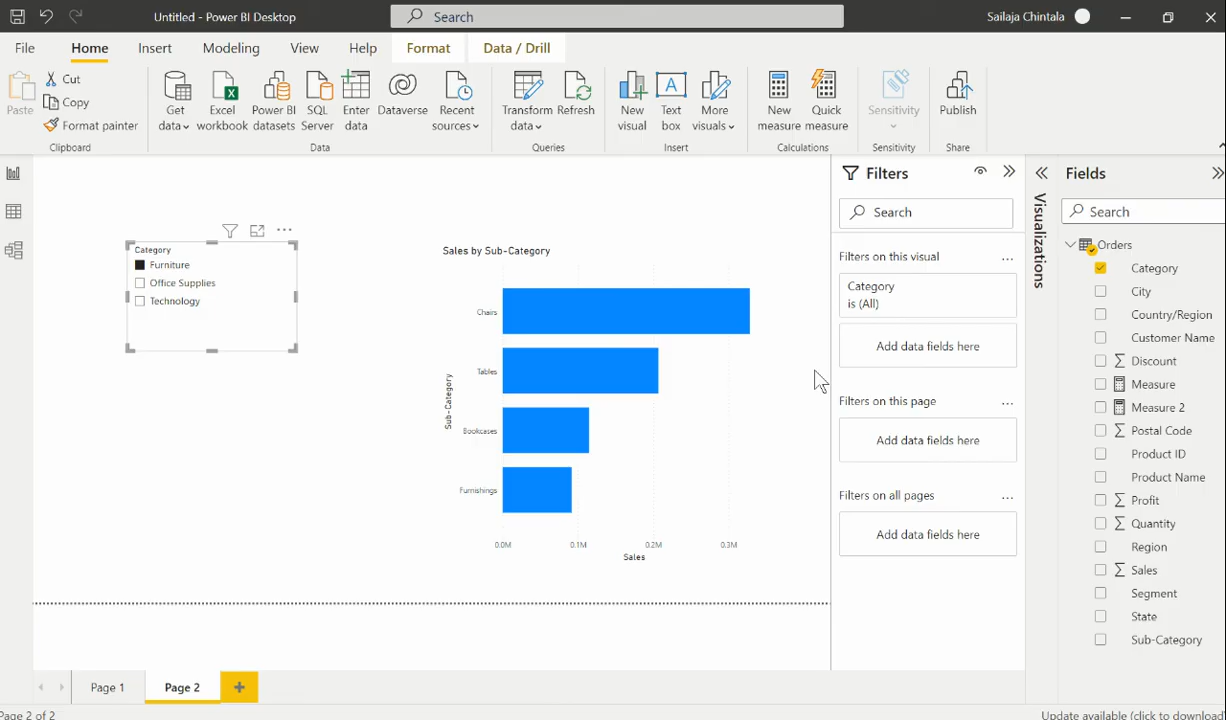 Untitled - Power BI Desktop
Search
Sailaja Chintala
File Home Insert Modeling View Help Format Data / Drill
Paste
Cut
Copy
Format painter
Clipboard
Get data
Excel workbook
Power BI datasets
SQL Server
Enter data
Dataverse
Recent sources
Data
Transform data
Refresh
Queries
New visual
Text box
More visuals
Insert
New measure
Quick measure
Calculations
Sensitivity
Sensitivity
Publish
Share
Category
Furniture
Office Supplies
Technology
Sales by Sub-Category
Sub-Category
Chairs
Tables
Bookcases
Furnishings
0.0M 0.1M 0.2M 0.3M
Sales
Filters
Search
Filters on this visual ...
Category
is (All)
Add data fields here
Filters on this page ...
Add data fields here
Filters on all pages ...
Add data fields here
Visualizations
Fields
Search
Orders
Category
City
Country/Region
Customer Name
Discount
Measure
Measure 2
Postal Code
Product ID
Product Name
Profit
Quantity
Region
Sales
Segment
State
Sub-Category
Page 1
Page 2
Page 2 of 2
Update available (click to download